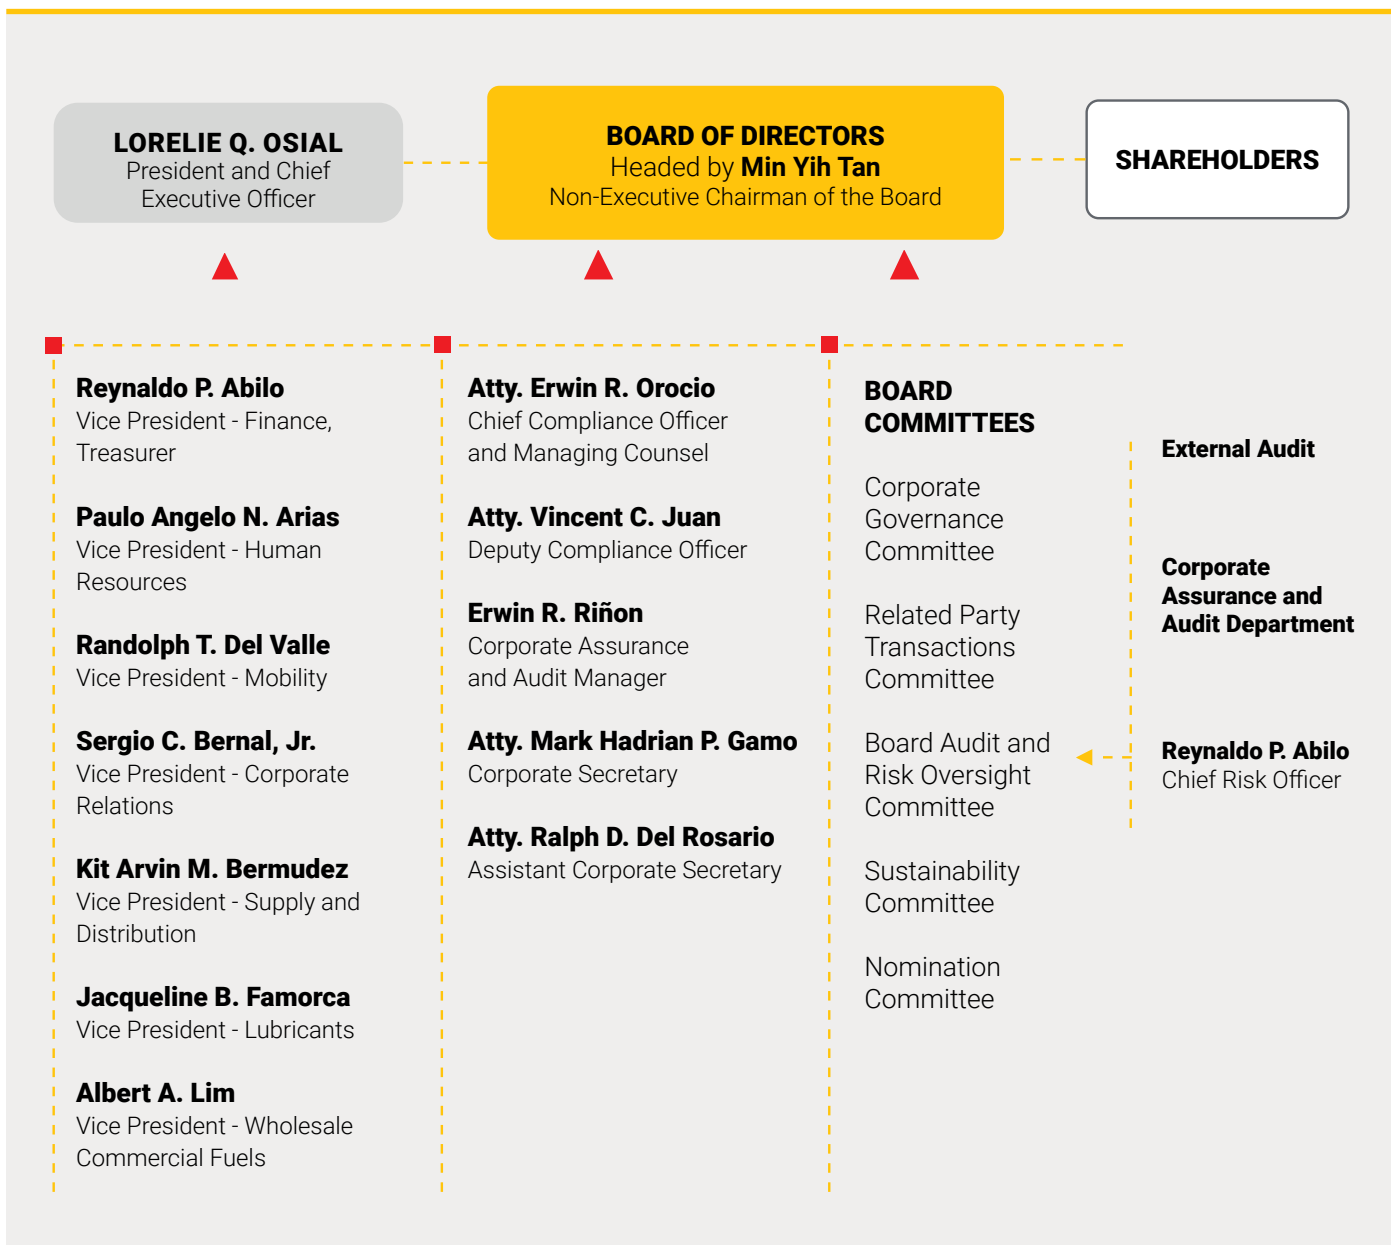 LORELIE Q. OSIAL
President and Chief
Executive Officer
BOARD OF DIRECTORS
Headed by Min Yih Tan
Non-Executive Chairman of the Board
SHAREHOLDERS
Reynaldo P. Abilo
Vice President - Finance,
Treasurer
Paulo Angelo N. Arias
Vice President - Human
Resources
Randolph T. Del Valle
Vice President - Mobility
Sergio C. Bernal, Jr.
Vice President - Corporate
Relations
Kit Arvin M. Bermudez
Vice President - Supply and
Distribution
Jacqueline B. Famorca
Vice President - Lubricants
Albert A. Lim
Vice President - Wholesale
Commercial Fuels
Atty. Erwin R. Orocio
Chief Compliance Officer
and Managing Counsel
Atty. Vincent C. Juan
Deputy Compliance Officer
Erwin R. Riñon
Corporate Assurance
and Audit Manager
Atty. Mark Hadrian P. Gamo
Corporate Secretary
Atty. Ralph D. Del Rosario
Assistant Corporate Secretary
BOARD
COMMITTEES
Corporate
Governance
Committee
Related Party
Transactions
Committee
Board Audit and
Risk Oversight
Committee
Sustainability
Committee
Nomination
Committee
External Audit
Corporate
Assurance and
Audit Department
Reynaldo P. Abilo
Chief Risk Officer